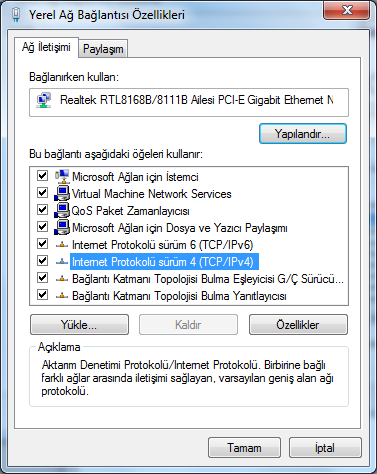 Yerel Ağ Bağlantısı Özellikleri
Ağ İletişimi Paylaşım
Bağlanırken kullan:
Realtek RTL8168B/8111B Ailesi PCI-E Gigabit Ethernet N
Yapılandır...
Bu bağlantı aşağıdaki öğeleri kullanır:
Microsoft Ağları için İstemci
Virtual Machine Network Services
QoS Paket Zamanlayıcısı
Microsoft Ağları için Dosya ve Yazıcı Paylaşımı
Internet Protokolü sürüm 6 (TCP/IPv6)
Internet Protokolü sürüm 4 (TCP/IPv4)
Bağlantı Katmanı Topolojisi Bulma Eşleyicisi G/Ç Sürücü...
Bağlantı Katmanı Topolojisi Bulma Yanıtlayıcısı
Yükle... Kaldır Özellikler
Açıklama
Aktarım Denetimi Protokolü/Internet Protokolü. Birbirine bağlı
farklı ağlar arasında iletişimi sağlayan, varsayılan geniş alan ağı
protokolü.
Tamam İptal